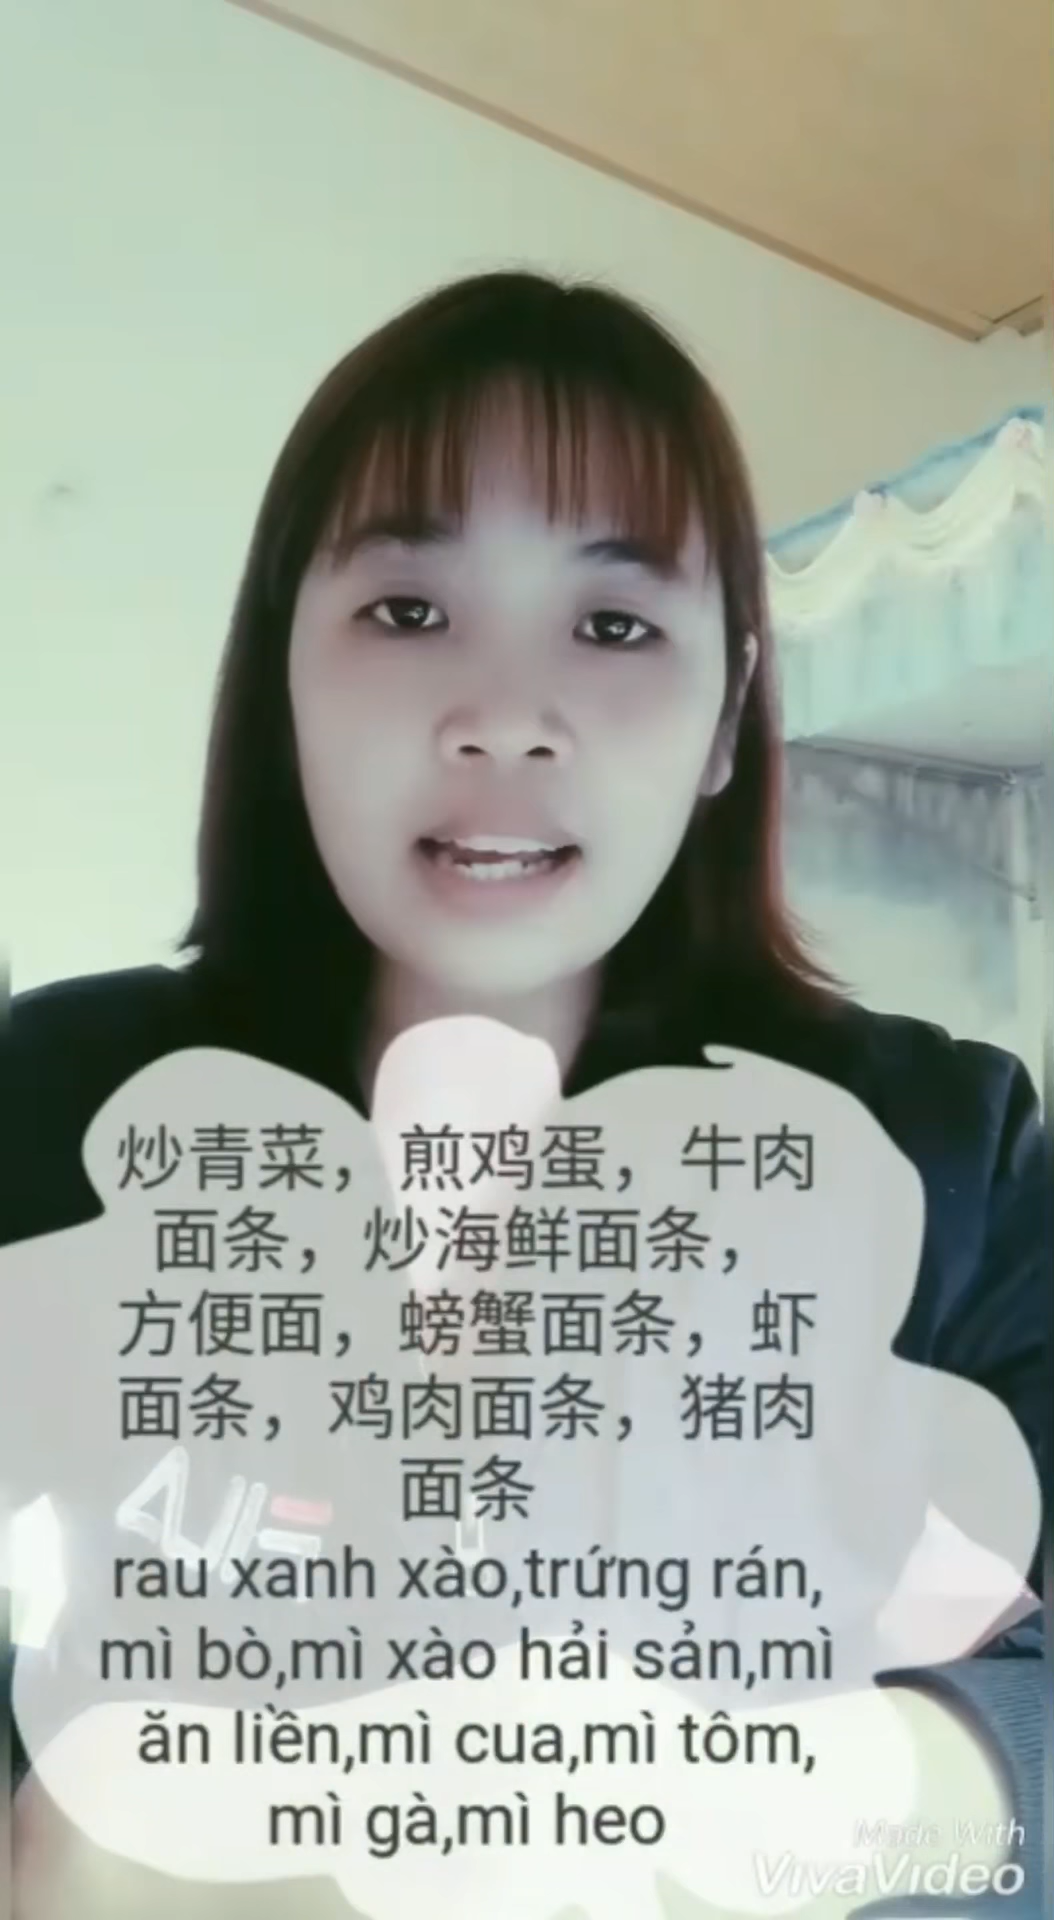 炒青菜，煎鸡蛋，牛肉
面条，炒海鲜面条，
方便面，螃蟹面条，虾
面条，鸡肉面条，猪肉
面条
rau xanh xào,trứng rán,
mì bò,mì xào hải sản,mì
ăn liền,mì cua,mì tôm,
mì gà,mì heo
Made With
VivaVideo